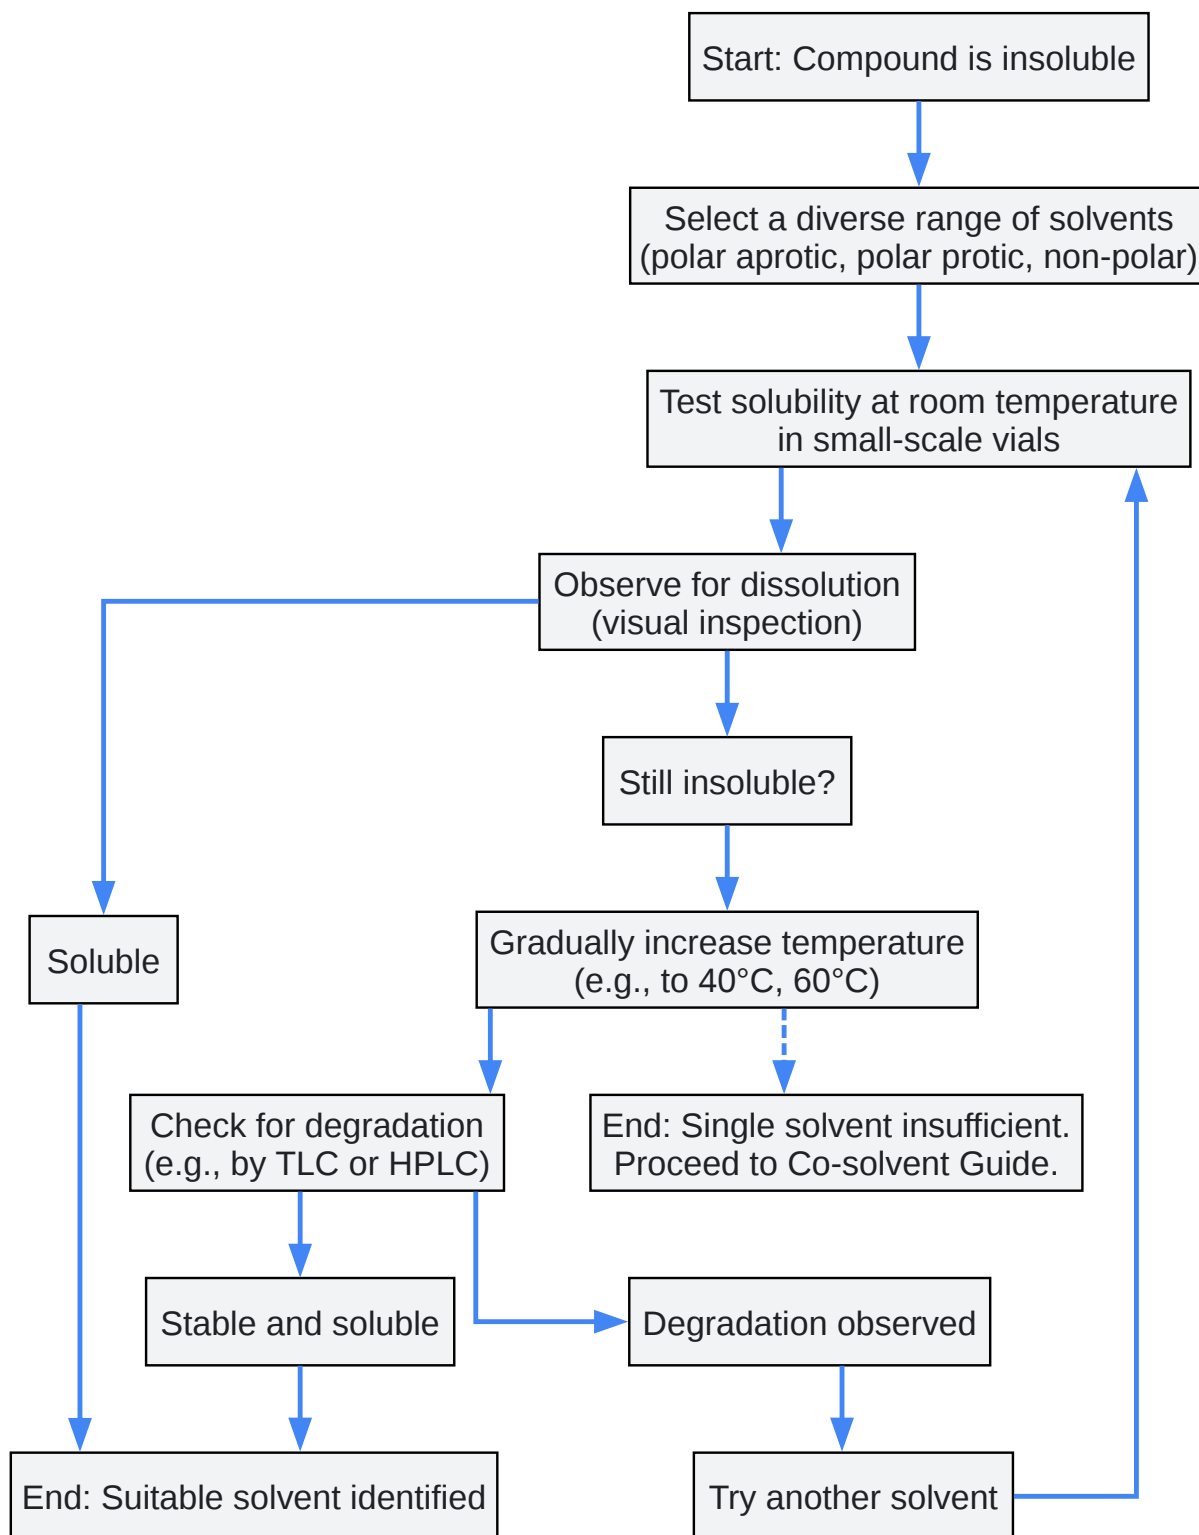 Start: Compound is insoluble
Select a diverse range of solvents
(polar aprotic, polar protic, non-polar)
Test solubility at room temperature
in small-scale vials
Observe for dissolution
(visual inspection)
Still insoluble?
Soluble
Gradually increase temperature
(e.g., to 40°C, 60°C)
Check for degradation
(e.g., by TLC or HPLC)
End: Single solvent insufficient.
Proceed to Co-solvent Guide.
Stable and soluble
Degradation observed
End: Suitable solvent identified
Try another solvent